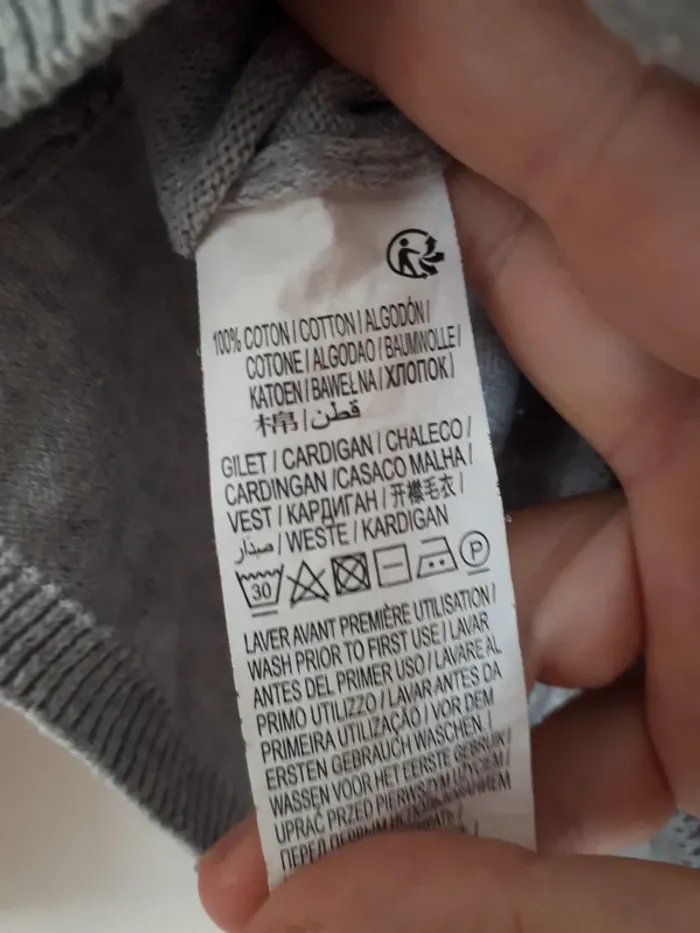 100% COTON / COTTON / ALGODÓN /
COTONE / ALGODAO / BAUMWOLLE /
KATOEN / BAWEŁNA / ХЛОПОК /
棉 / قطن
GILET / CARDIGAN / CHALECO /
CARDINGAN /CASACO MALHA /
VEST / КАРДИГАН / 开襟毛衣 /
صدار / WESTE / KARDIGAN
30 P
LAVER AVANT PREMIÈRE UTILISATION /
WASH PRIOR TO FIRST USE / LAVAR
ANTES DEL PRIMER USO / LAVARE AL
PRIMO UTILIZZO / LAVAR ANTES DA
PRIMEIRA UTILIZAÇÃO / VOR DEM
ERSTEN GEBRAUCH WASCHEN /
WASSEN VOOR HET EERSTE GEBRUIK /
UPRAĆ PRZED PIERWSZYM UŻYCIEM /
ПЕРЕД ПЕРВЫМ